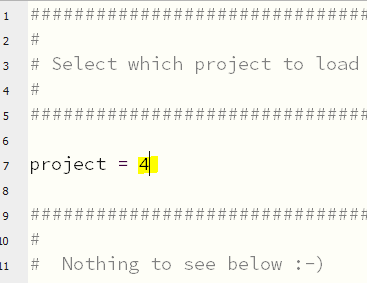 1 ###############################
2 #
3 # Select which project to load
4 #
5 ###############################
6
7 project = 4
8
9 ###############################
10 #
11 #  Nothing to see below :-)